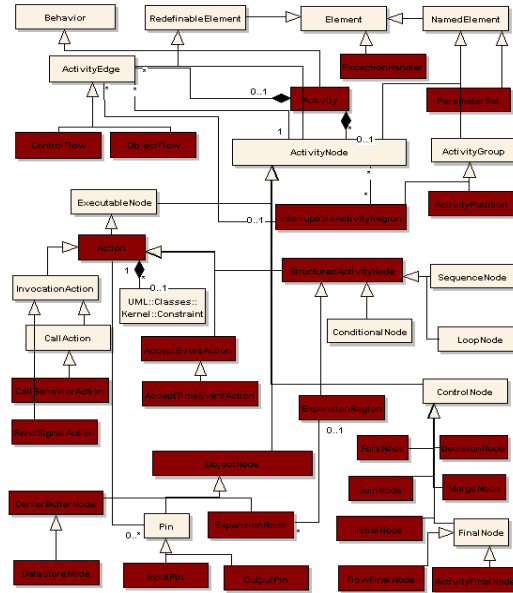 Behavior
RedefinableElement
Element
NamedElement
ActivityEdge
*
*
*
ExceptionHandler
0..1
Activity
ParameterSet
*
1
0..1
ControlFlow
ObjectFlow
ActivityNode
ActivityGroup
*
ExecutableNode
*
0..1
InterruptibleActivityRegion
ActivityPartition
Action
1
*
0..1
InvocationAction
UML::Classes::
Kernel::Constraint
StructuredActivityNode
SequenceNode
ConditionalNode
CallAction
AcceptEventAction
LoopNode
CallBehaviorAction
AcceptTimeEventAction
ControlNode
SendSignalAction
ExpansionRegion
0..1
ForkNode
DecisionNode
ObjectNode
JoinNode
MergeNode
CenterBufferNode
Pin
ExpansionNode
*
0..*
InitialNode
FinalNode
DataStoreNode
InputPin
OutputPin
FlowFinalNode
ActivityFinalNode